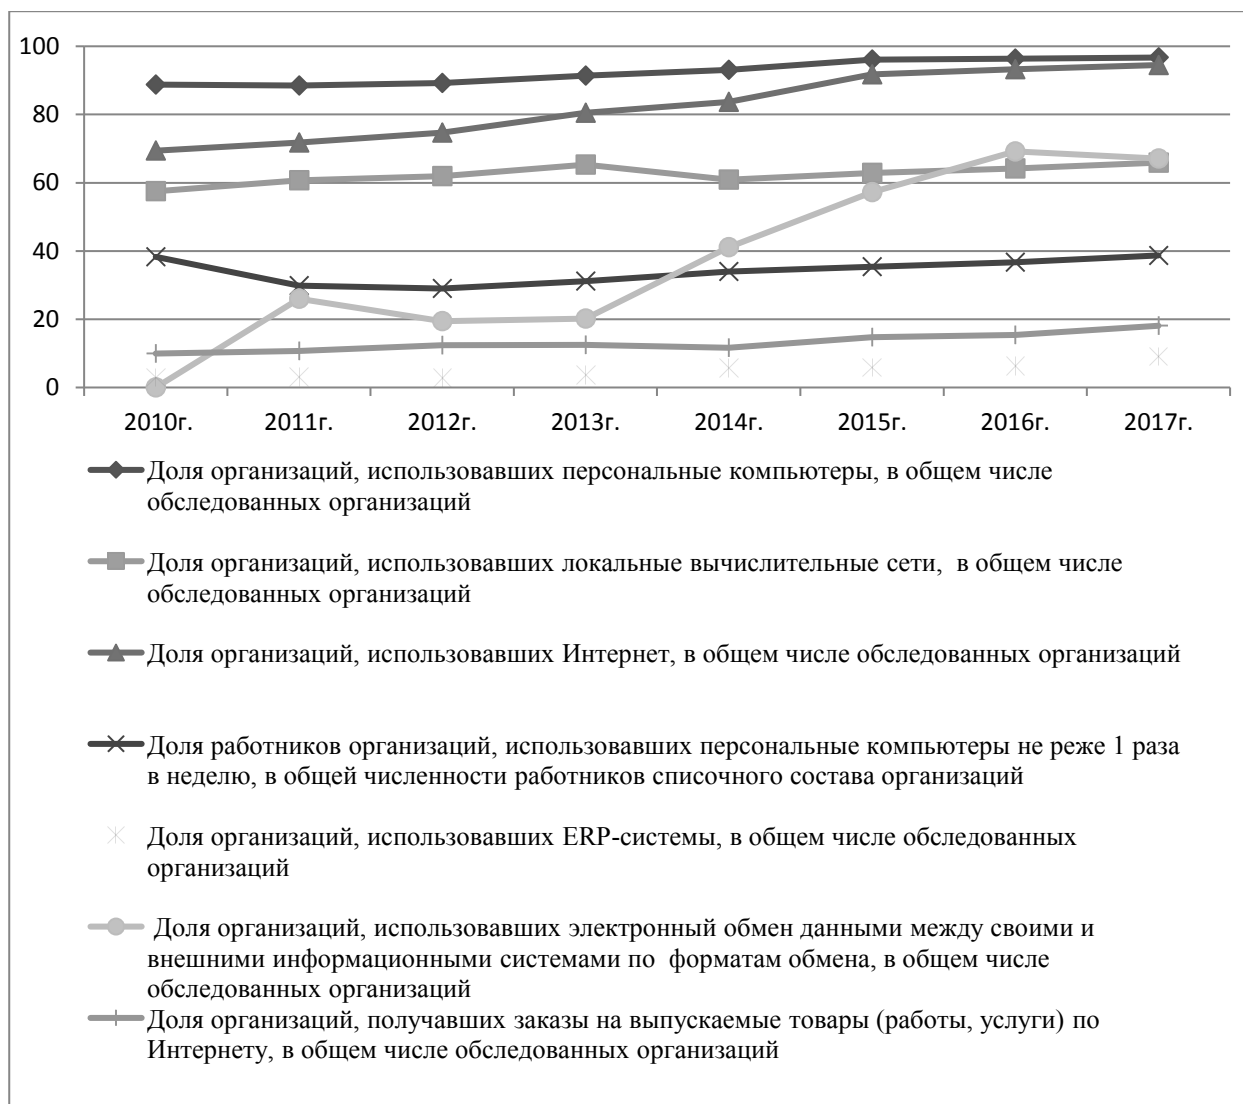 100
80
60
40
20
0
2010г. 2011г. 2012г. 2013г. 2014г. 2015г. 2016г. 2017г.
Доля организаций, использовавших персональные компьютеры, в общем числе
обследованных организаций
Доля организаций, использовавших локальные вычислительные сети, в общем числе
обследованных организаций
Доля организаций, использовавших Интернет, в общем числе обследованных организаций
Доля работников организаций, использовавших персональные компьютеры не реже 1 раза
в неделю, в общей численности работников списочного состава организаций
Доля организаций, использовавших ERP-системы, в общем числе обследованных
организаций
Доля организаций, использовавших электронный обмен данными между своими и
внешними информационными системами по форматам обмена, в общем числе
обследованных организаций
Доля организаций, получавших заказы на выпускаемые товары (работы, услуги) по
Интернету, в общем числе обследованных организаций